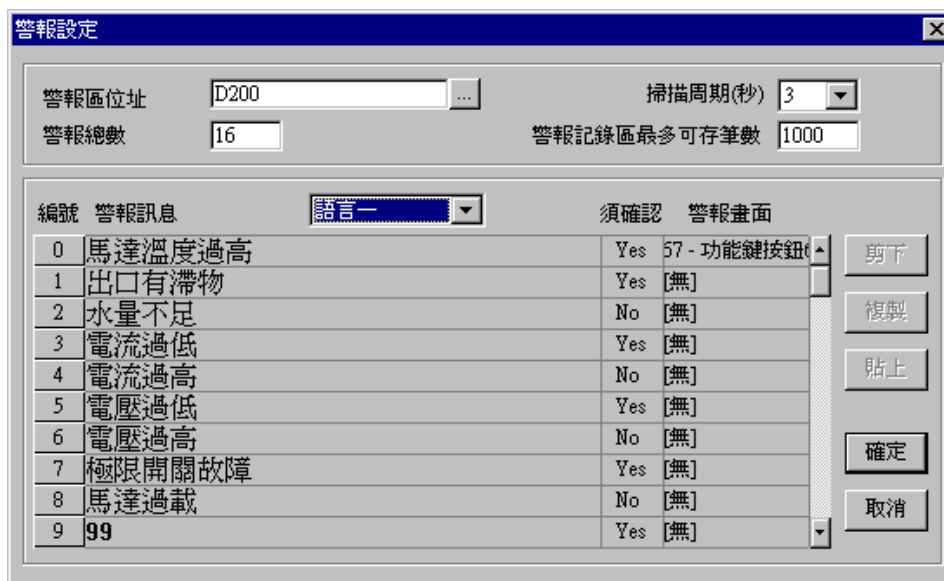 警報設定
警報區位址 D200 ... 掃描周期(秒) 3
警報總數 16 警報記錄區最多可存筆數 1000
編號 警報訊息 語言一 須確認 警報畫面
0 馬達溫度過高 Yes 57 - 功能鍵按鈕
1 出口有滯物 Yes [無]
2 水量不足 No [無]
3 電流過低 Yes [無]
4 電流過高 No [無]
5 電壓過低 Yes [無]
6 電壓過高 No [無]
7 極限開關故障 Yes [無]
8 馬達過載 No [無]
9 99 Yes [無]
剪下
複製
貼上
確定
取消